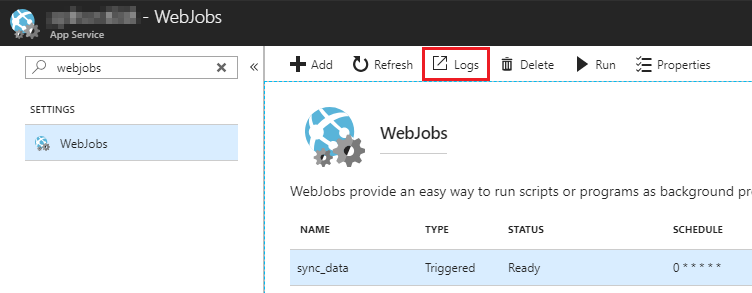 - WebJobs
App Service
webjobs
«
Add
Refresh
Logs
Delete
Run
Properties
SETTINGS
WebJobs
WebJobs
WebJobs provide an easy way to run scripts or programs as background
NAME TYPE STATUS SCHEDULE
sync_data Triggered Ready 0 * * * * *